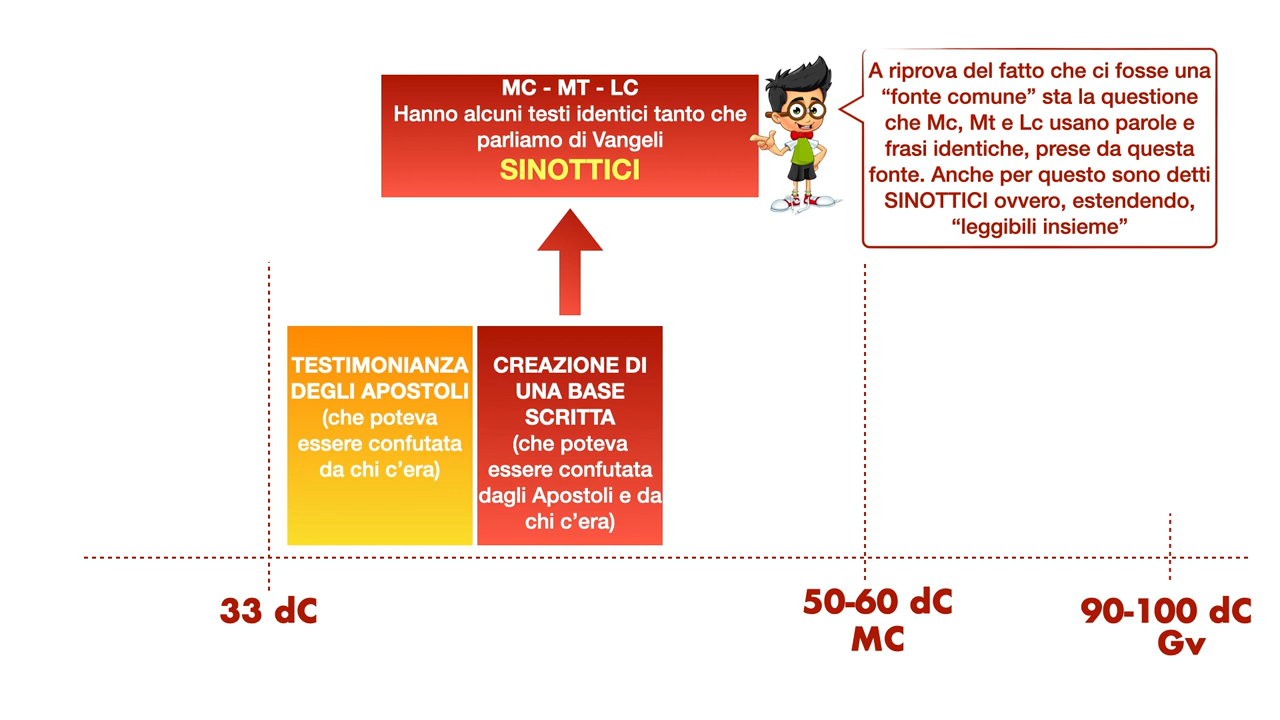 MC - MT - LC
Hanno alcuni testi identici tanto che
parliamo di Vangeli
SINOTTICI
A riprova del fatto che ci fosse una
“fonte comune” sta la questione
che Mc, Mt e Lc usano parole e
frasi identiche, prese da questa
fonte. Anche per questo sono detti
SINOTTICI ovvero, estendendo,
“leggibili insieme”
TESTIMONIANZA
DEGLI APOSTOLI
(che poteva
essere confutata
da chi c’era)
CREAZIONE DI
UNA BASE
SCRITTA
(che poteva
essere confutata
dagli Apostoli e da
chi c’era)
33 dC
50-60 dC
MC
90-100 dC
Gv